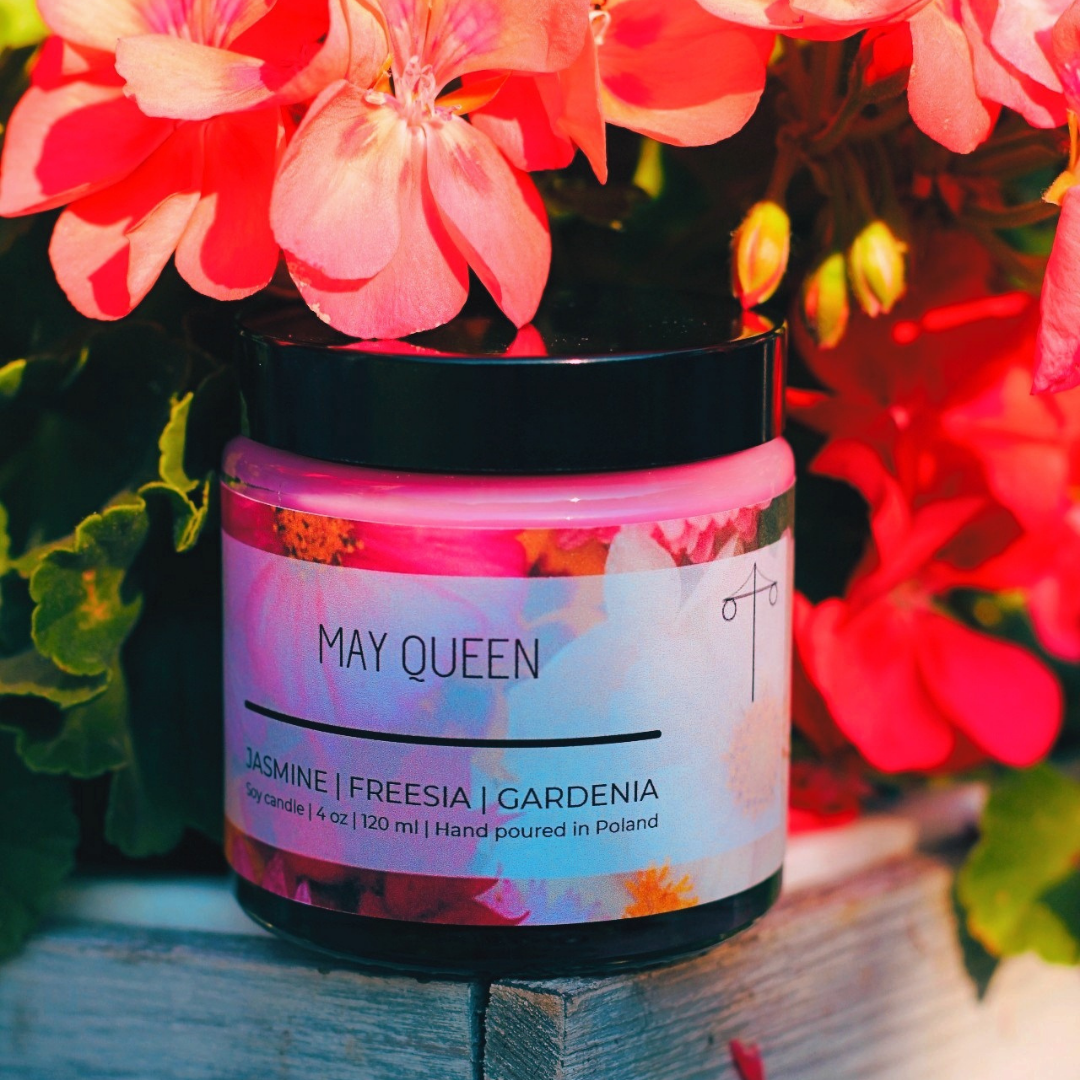 MAY QUEEN
JASMINE | FREESIA | GARDENIA
Soy candle | 4 oz | 120 ml | Hand poured in Poland